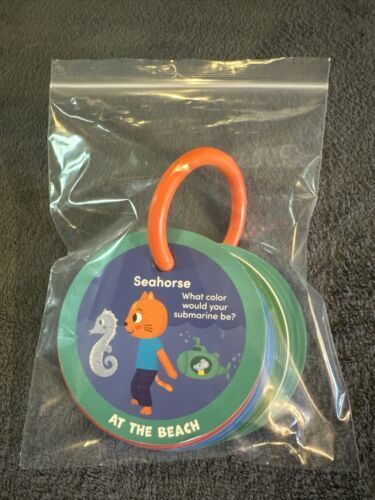 Seahorse
What color
would your
submarine be?
AT THE BEACH